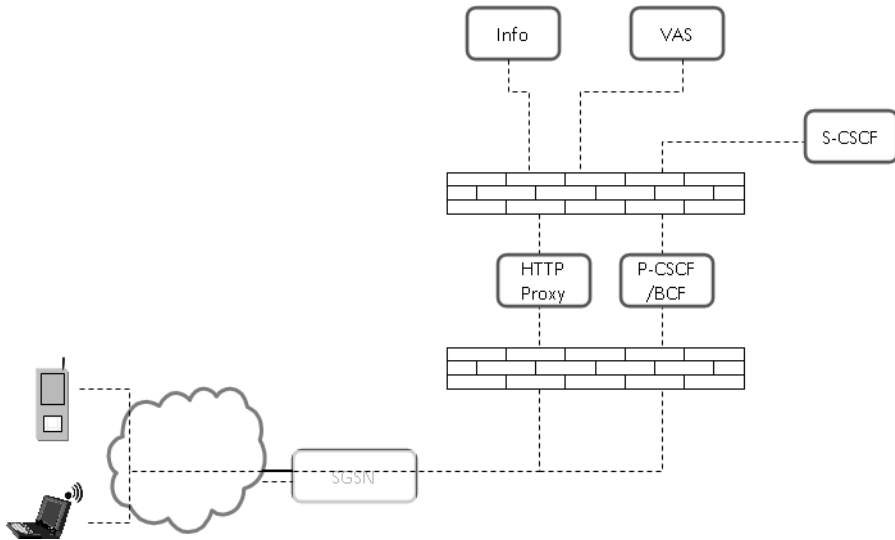 Info
VAS
S-CSCF
HTTP
Proxy
P-CSCF
/BCF
SGSN